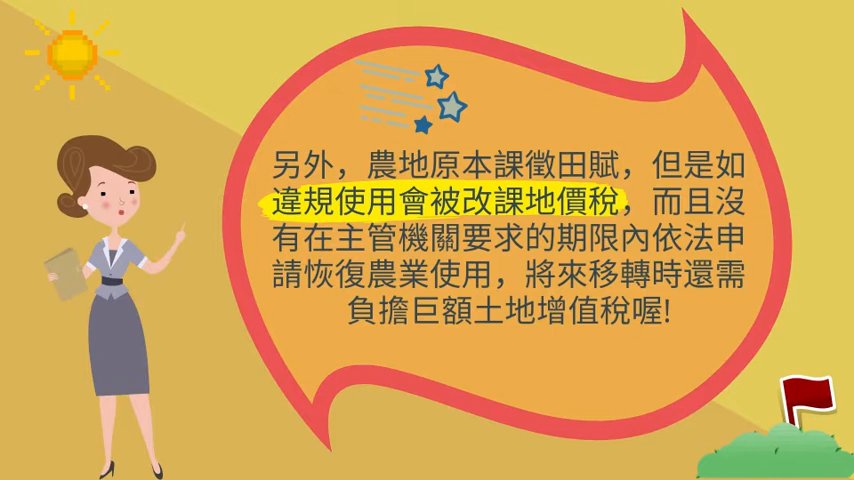 另外，農地原本課徵田賦，但是如
違規使用會被改課地價稅，而且沒
有在主管機關要求的期限內依法申
請恢復農業使用，將來移轉時還需
負擔巨額土地增值稅喔!